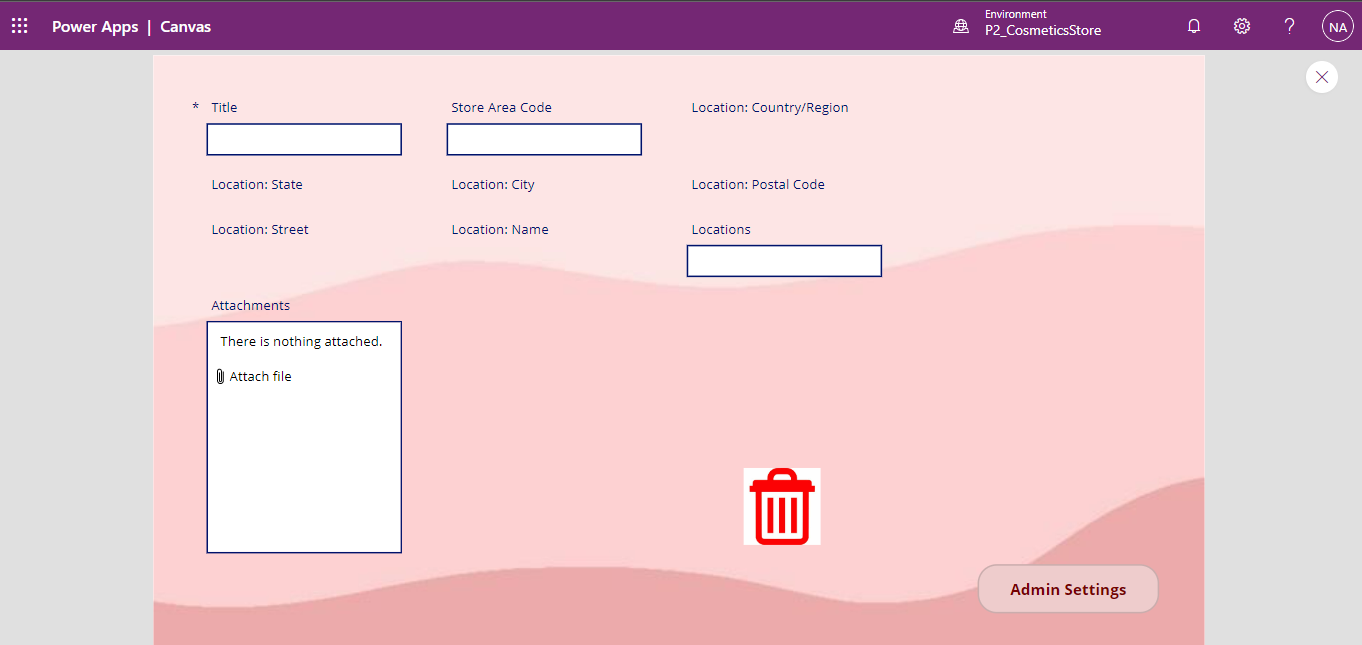 Power Apps | Canvas
Environment
P2_CosmeticsStore
NA
* Title
Store Area Code
Location: Country/Region
Location: State
Location: City
Location: Postal Code
Location: Street
Location: Name
Locations
Attachments
There is nothing attached.
Attach file
Admin Settings